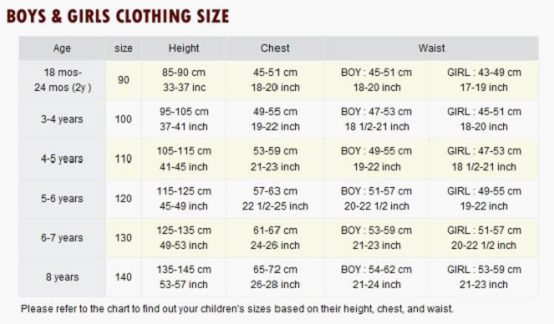 BOYS & GIRLS CLOTHING SIZE
Age size Height Chest Waist
18 mos-
24 mos (2y ) 90 85-90 cm 45-51 cm BOY : 45-51 cm GIRL : 43-49 cm
33-37 inc 18-20 inch 18-20 inch 17-19 inch
3-4 years 100 95-105 cm 49-55 cm BOY : 47-53 cm GIRL : 45-51 cm
37-41 inch 19-22 inch 18 1/2-21 inch 18-20 inch
4-5 years 110 105-115 cm 53-59 cm BOY : 49-55 cm GIRL : 47-53 cm
41-45 inch 21-23 inch 19-22 inch 18 1/2-21 inch
5-6 years 120 115-125 cm 57-63 cm BOY : 51-57 cm GIRL : 49-55 cm
45-49 inch 22 1/2-25 inch 20-22 1/2 inch 19-22 inch
6-7 years 130 125-135 cm 61-67 cm BOY : 53-59 cm GIRL : 51-57 cm
49-53 inch 24-26 inch 21-23 inch 20-22 1/2 inch
8 years 140 135-145 cm 65-72 cm BOY : 54-62 cm GIRL : 53-59 cm
53-57 inch 26-28 inch 21-24 inch 21-23 inch
Please refer to the chart to find out your children's sizes based on their height, chest, and waist.